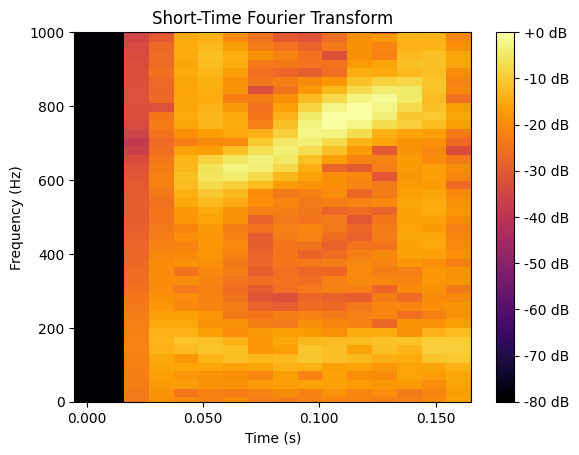 Short-Time Fourier Transform
1000
800
600
400
200
0
Frequency (Hz)
0.000
0.050
0.100
0.150
Time (s)
+0 dB
-10 dB
-20 dB
-30 dB
-40 dB
-50 dB
-60 dB
-70 dB
-80 dB